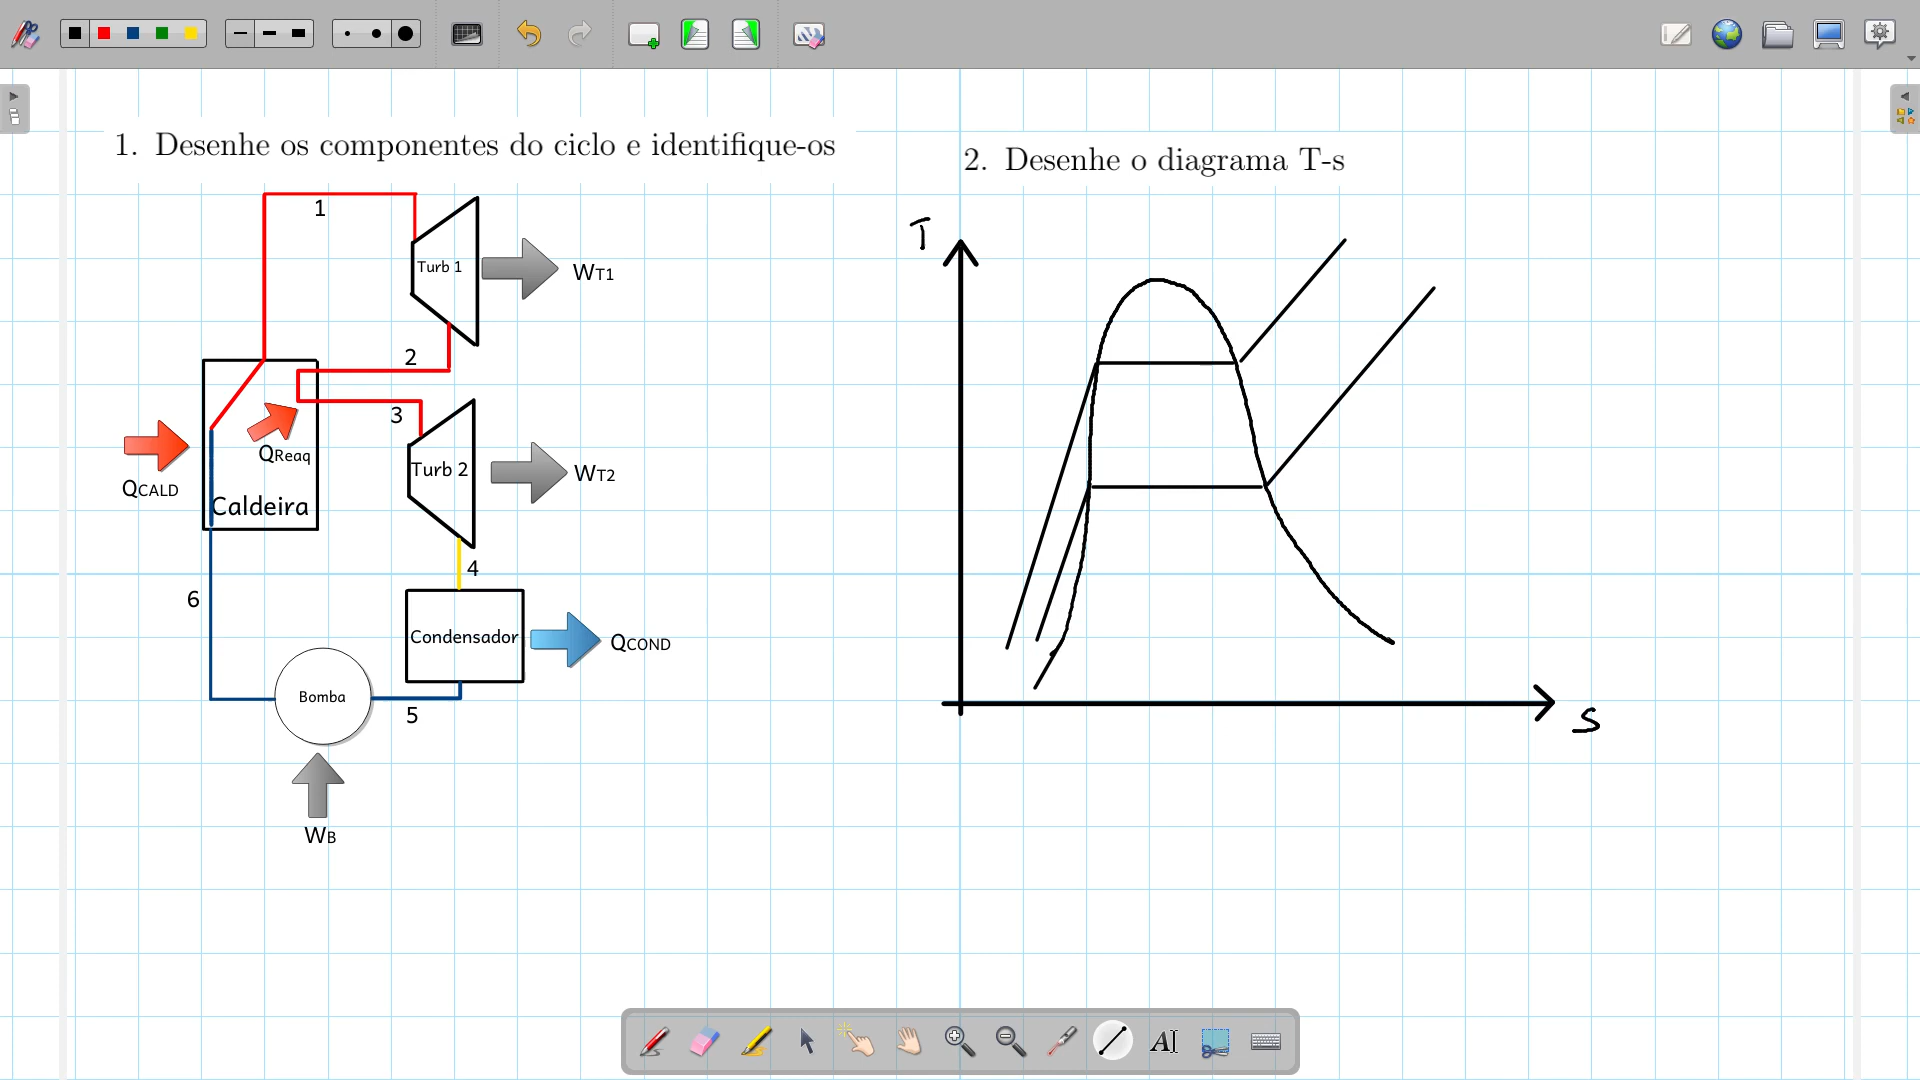 1. Desenhe os componentes do ciclo e identifique-os
2. Desenhe o diagrama T-s
1
Turb 1
WT1
2
3
QReaq
QCALD
Caldeira
Turb 2
WT2
4
6
Condensador
QCOND
Bomba
5
WB
T
S
AI